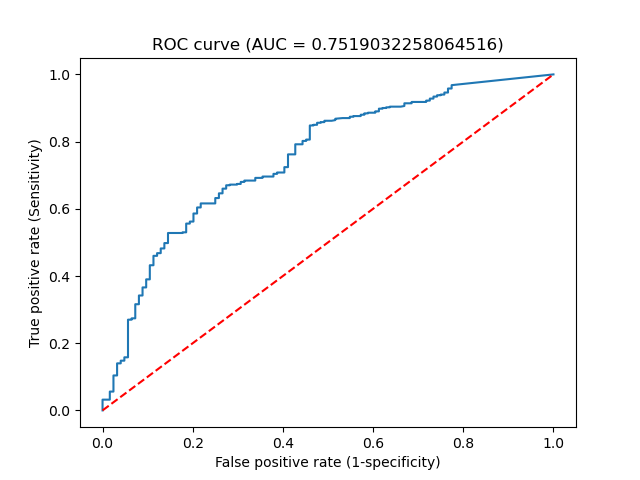 ROC curve (AUC = 0.7519032258064516)
1.0
0.8
0.6
0.4
0.2
0.0
True positive rate (Sensitivity)
0.0 0.2 0.4 0.6 0.8 1.0
False positive rate (1-specificity)